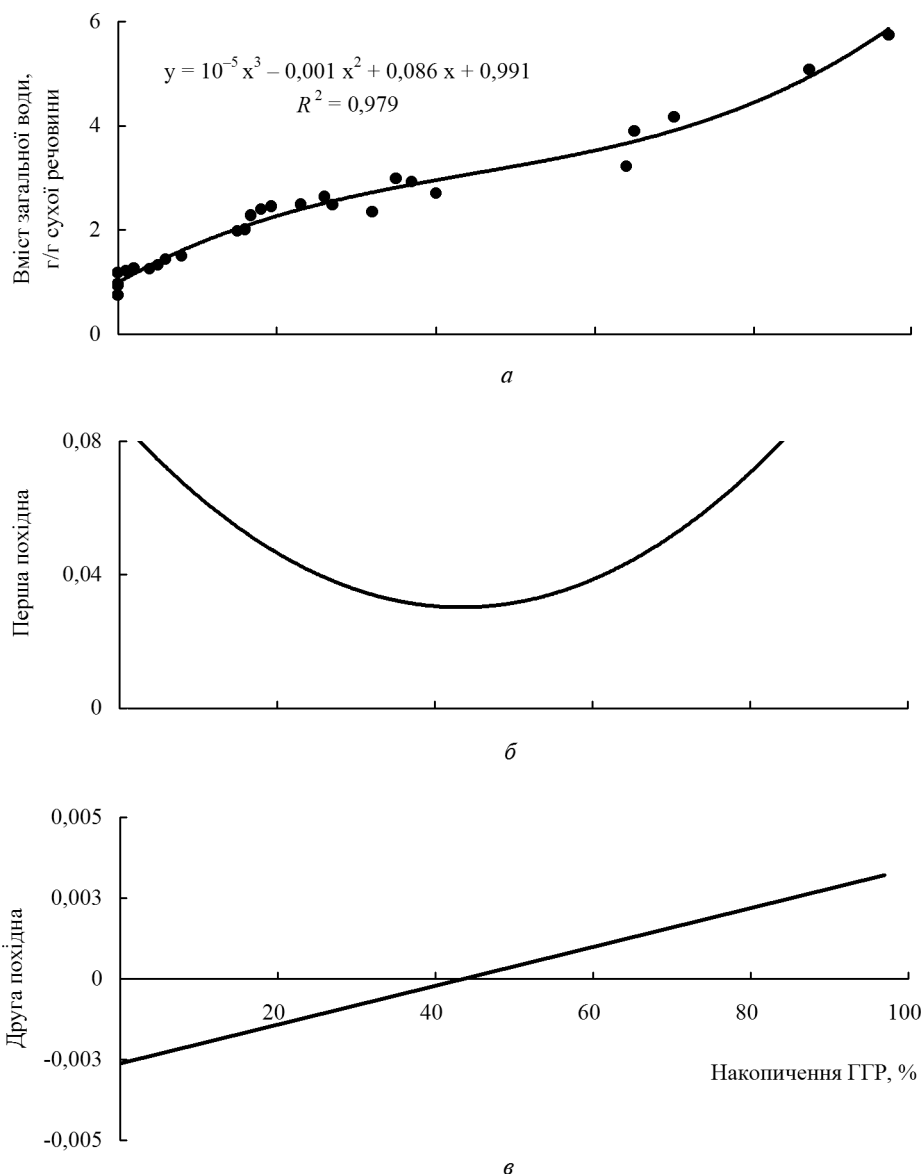 6
y = 10⁻⁵ x³ – 0,001 x² + 0,086 x + 0,991
R² = 0,979
4
2
0
Вміст загальної води,
г/г сухої речовини
а
0,08
0,04
0
Перша похідна
б
0,005
0,003
0
-0,003
-0,005
Друга похідна
20 40 60 80 100
Накопичення ГГР, %
в